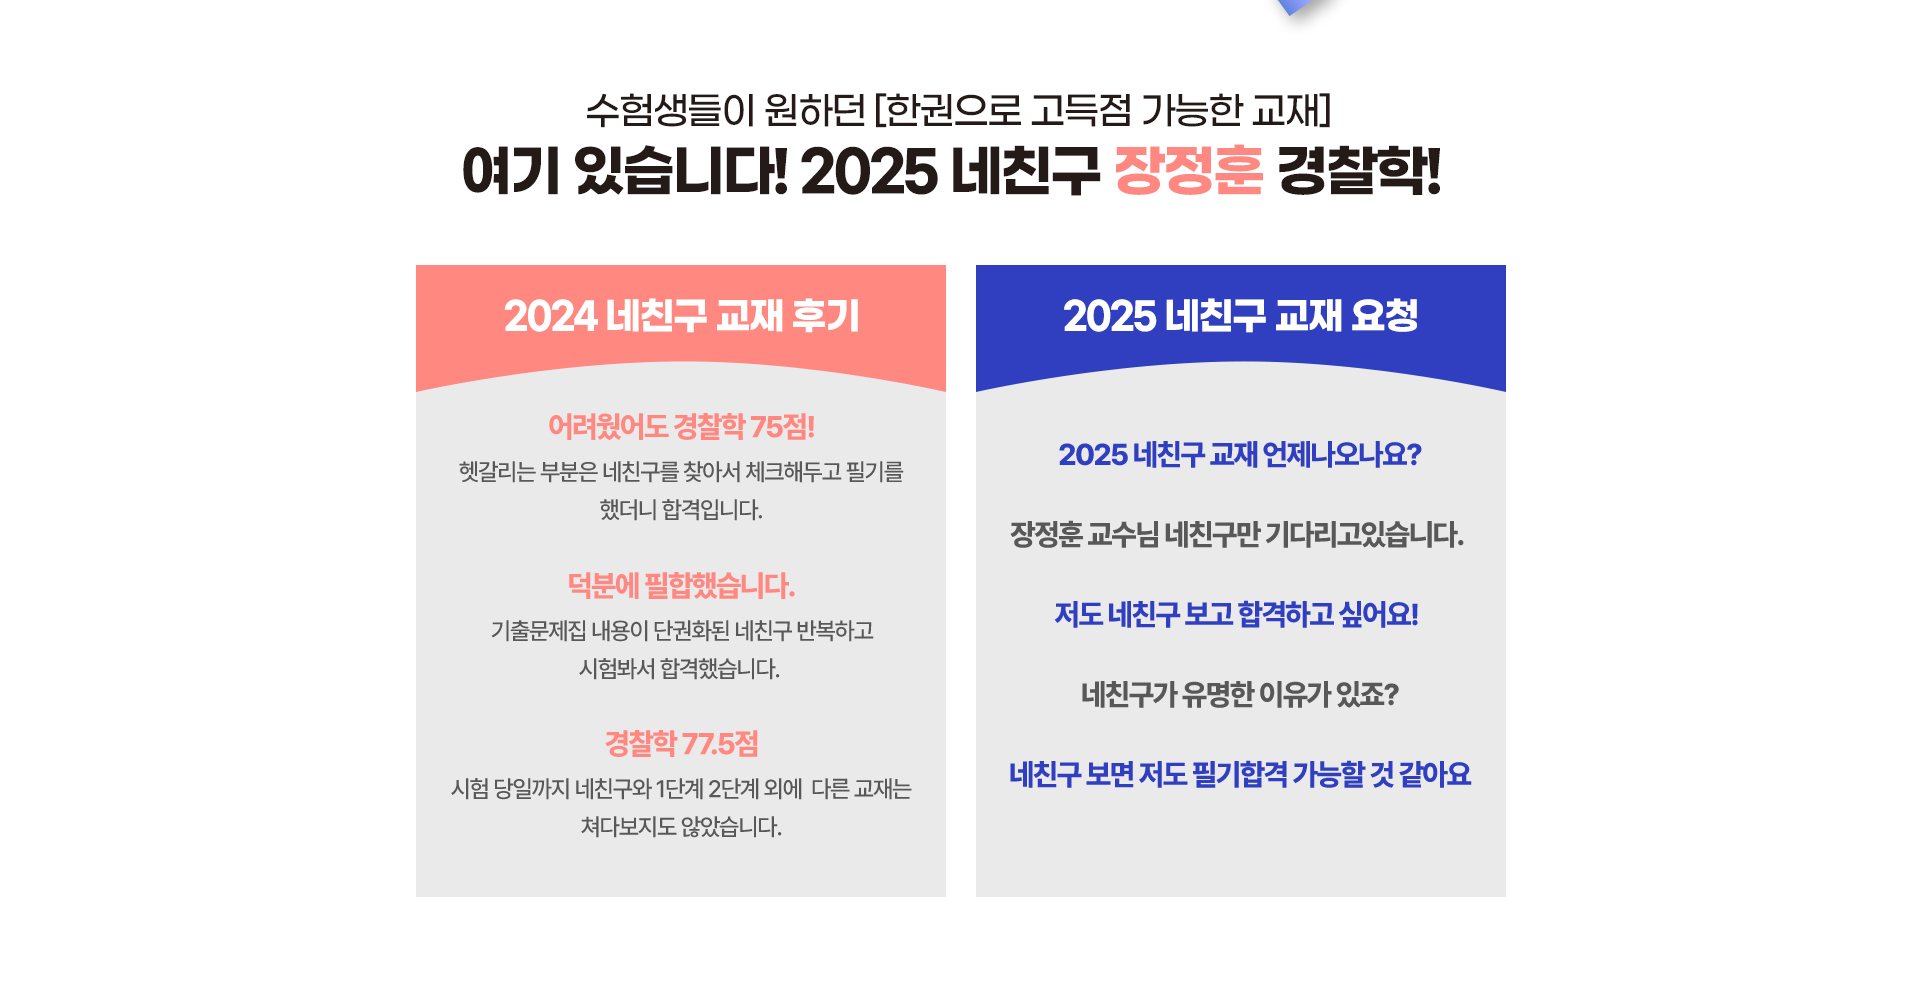 수험생들이 원하던 [한권으로 고득점 가능한 교재]
여기 있습니다! 2025 네친구 장정훈 경찰학!
2024 네친구 교재 후기
어려웠어도 경찰학 75점!
헷갈리는 부분은 네친구를 찾아서 체크해두고 필기를
했더니 합격입니다.
덕분에 필합했습니다.
기출문제집 내용이 단권화된 네친구 반복하고
시험봐서 합격했습니다.
경찰학 77.5점
시험 당일까지 네친구와 1단계 2단계 외에 다른 교재는
쳐다보지도 않았습니다.
2025 네친구 교재 요청
2025 네친구 교재 언제나오나요?
장정훈 교수님 네친구만 기다리고있습니다.
저도 네친구 보고 합격하고 싶어요!
네친구가 유명한 이유가 있죠?
네친구 보면 저도 필기합격 가능할 것 같아요